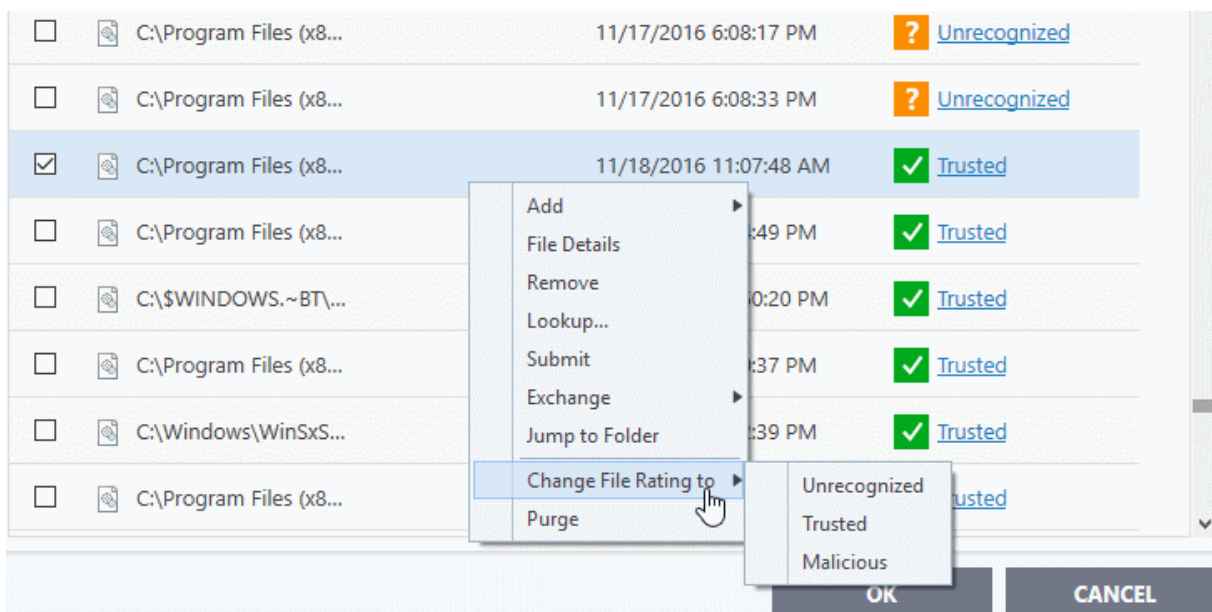 C:\Program Files (x8... 11/17/2016 6:08:17 PM ? Unrecognized
C:\Program Files (x8... 11/17/2016 6:08:33 PM ? Unrecognized
C:\Program Files (x8... 11/18/2016 11:07:48 AM Trusted
C:\Program Files (x8... :49 PM Trusted
C:\$WINDOWS.~BT\... 0:20 PM Trusted
C:\Program Files (x8... :37 PM Trusted
C:\Windows\WinSxS... :39 PM Trusted
C:\Program Files (x8... usted
Add
File Details
Remove
Lookup...
Submit
Exchange
Jump to Folder
Change File Rating to
Purge
Unrecognized
Trusted
Malicious
OK CANCEL